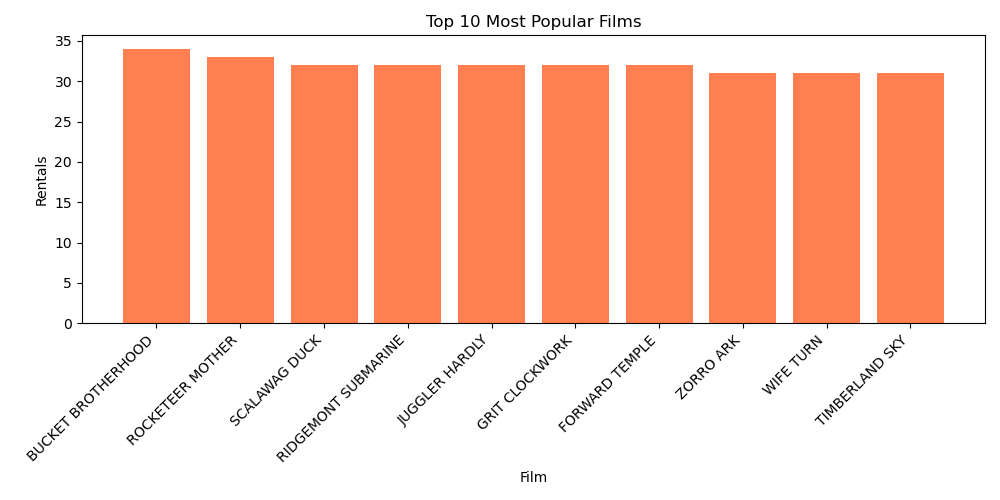 Top 10 Most Popular Films
Rentals
35
30
25
20
15
10
5
0
BUCKET BROTHERHOOD
ROCKETEER MOTHER
SCALAWAG DUCK
RIDGEMONT SUBMARINE
JUGGLER HARDLY
GRIT CLOCKWORK
FORWARD TEMPLE
ZORRO ARK
WIFE TURN
TIMBERLAND SKY
Film